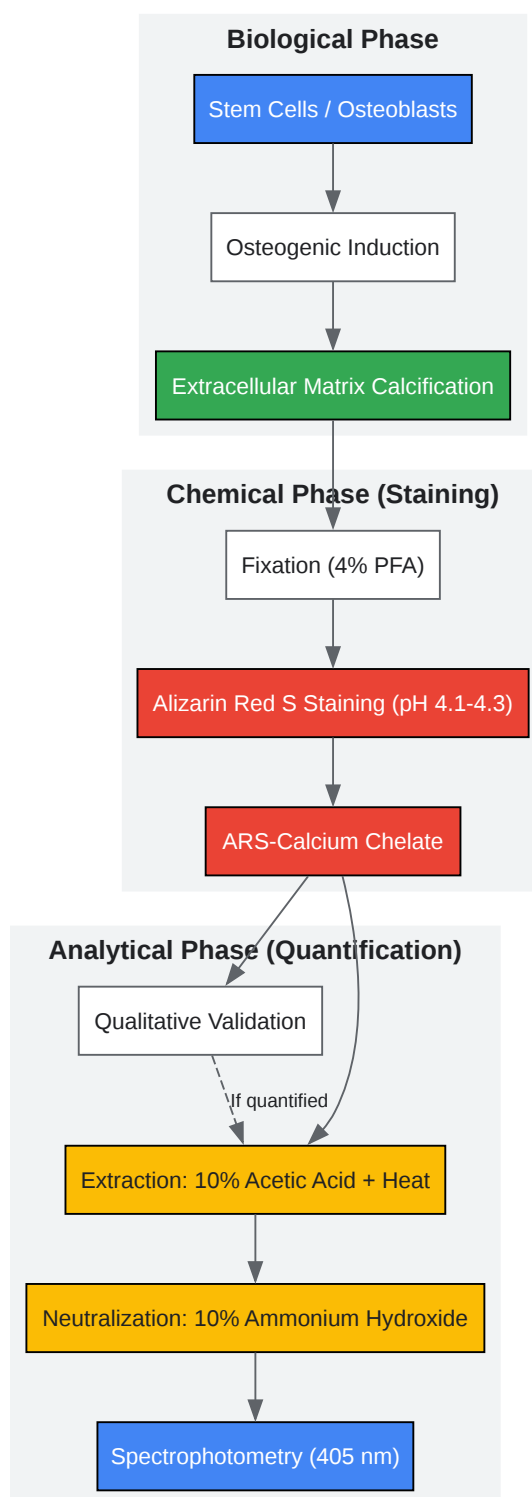 Biological Phase
Stem Cells / Osteoblasts
Osteogenic Induction
Extracellular Matrix Calcification
Chemical Phase (Staining)
Fixation (4% PFA)
Alizarin Red S Staining (pH 4.1-4.3)
ARS-Calcium Chelate
Analytical Phase (Quantification)
Qualitative Validation
If quantified
Extraction: 10% Acetic Acid + Heat
Neutralization: 10% Ammonium Hydroxide
Spectrophotometry (405 nm)